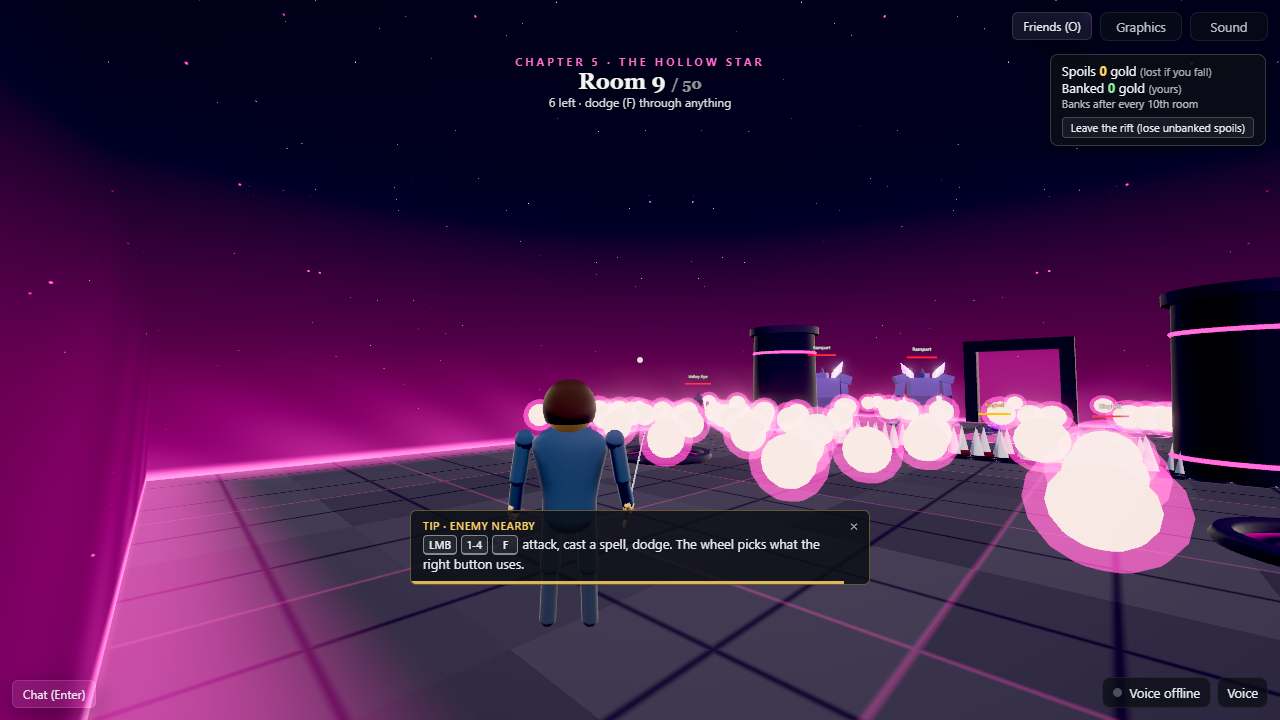 Friends (O)
Graphics
Sound
CHAPTER 5 · THE HOLLOW STAR
Room 9 / 50
6 left · dodge (F) through anything
Spoils 0 gold (lost if you fall)
Banked 0 gold (yours)
Banks after every 10th room
Leave the rift (lose unbanked spoils)
Rampart
Rampart
TIP · ENEMY NEARBY
×
LMB 1-4 F attack, cast a spell, dodge. The wheel picks what the
right button uses.
Chat (Enter)
Voice offline
Voice